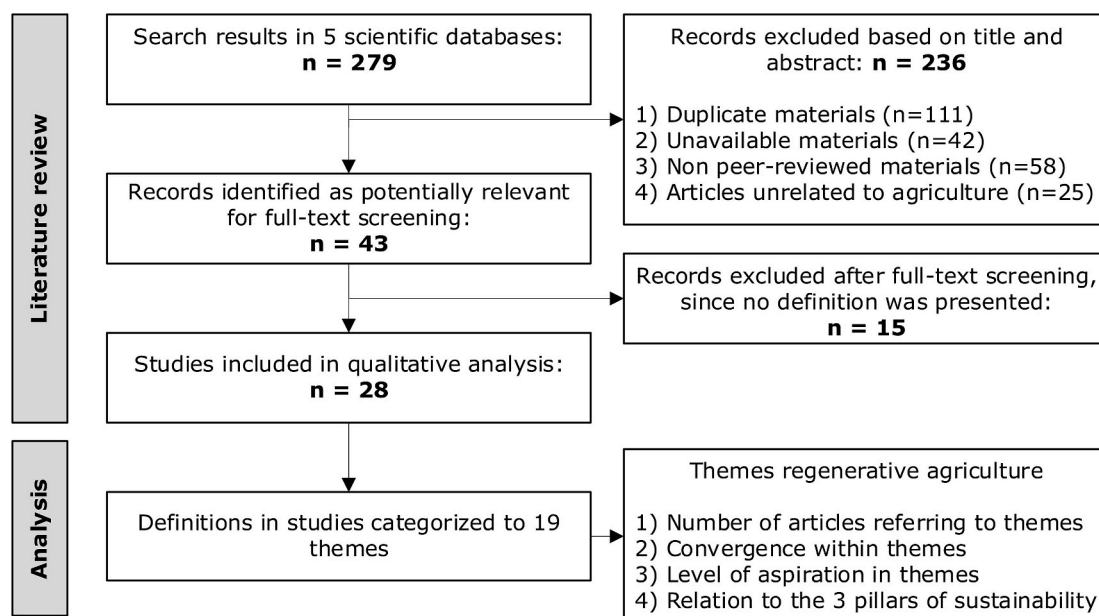 Literature review
Search results in 5 scientific databases:
n = 279
Records excluded based on title and
abstract: n = 236
1) Duplicate materials (n=111)
2) Unavailable materials (n=42)
3) Non peer-reviewed materials (n=58)
4) Articles unrelated to agriculture (n=25)
Records identified as potentially relevant
for full-text screening:
n = 43
Records excluded after full-text screening,
since no definition was presented:
n = 15
Studies included in qualitative analysis:
n = 28
Analysis
Definitions in studies categorized to 19
themes
Themes regenerative agriculture
1) Number of articles referring to themes
2) Convergence within themes
3) Level of aspiration in themes
4) Relation to the 3 pillars of sustainability